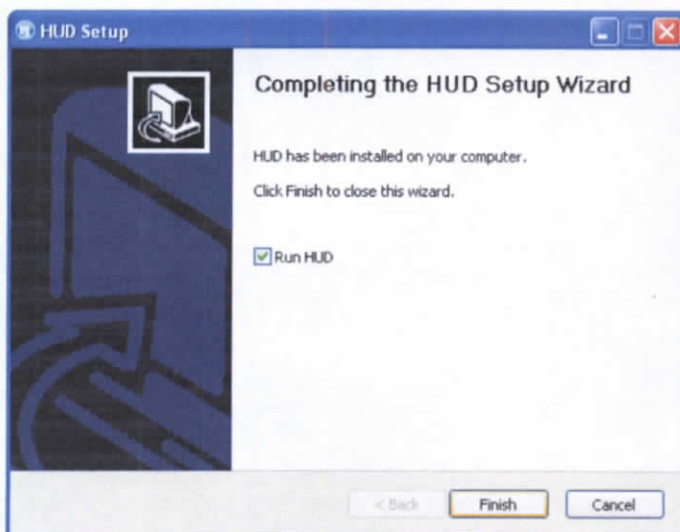 HUD Setup
Completing the HUD Setup Wizard
HUD has been installed on your computer.
Click Finish to close this wizard.
Run HUD
< Back
Finish
Cancel